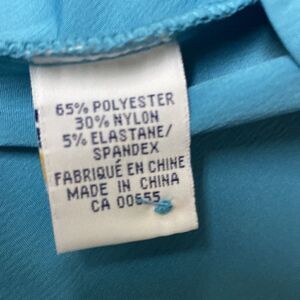 65% POLYESTER
30% NYLON
5% ELASTANE/
SPANDEX
FABRIQUÉ EN CHINE
MADE IN CHINA
CA 00655